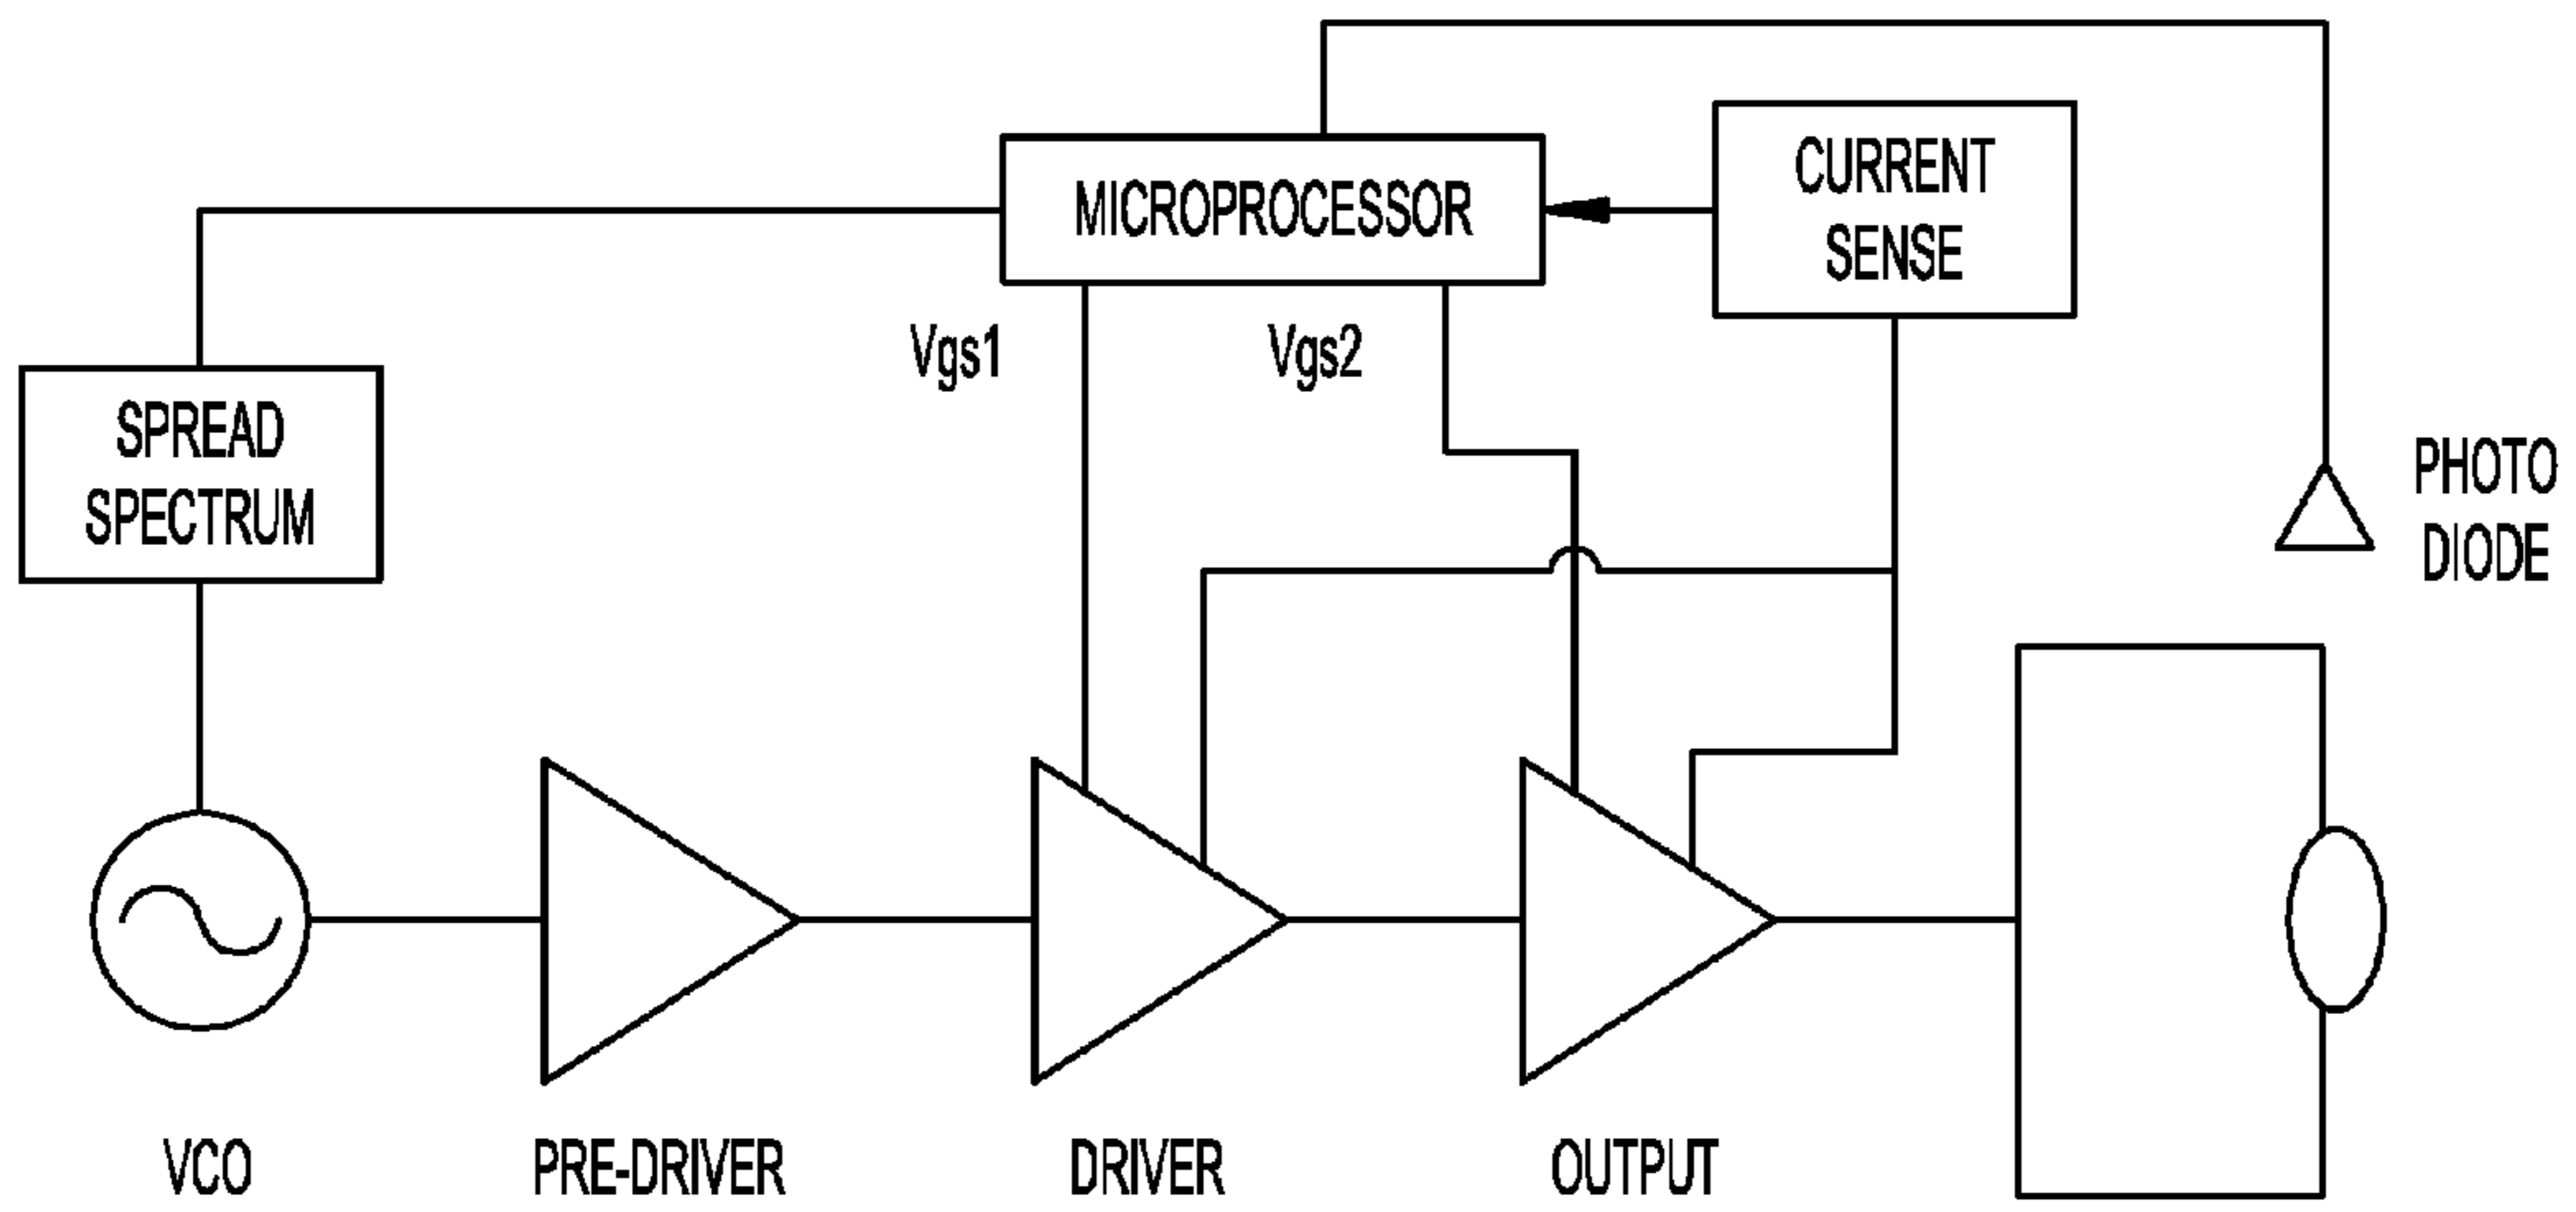 MICROPROCESSOR
CURRENT
SENSE
Vgs1
Vgs2
SPREAD
SPECTRUM
PHOTO
DIODE
VCO
PRE-DRIVER
DRIVER
OUTPUT